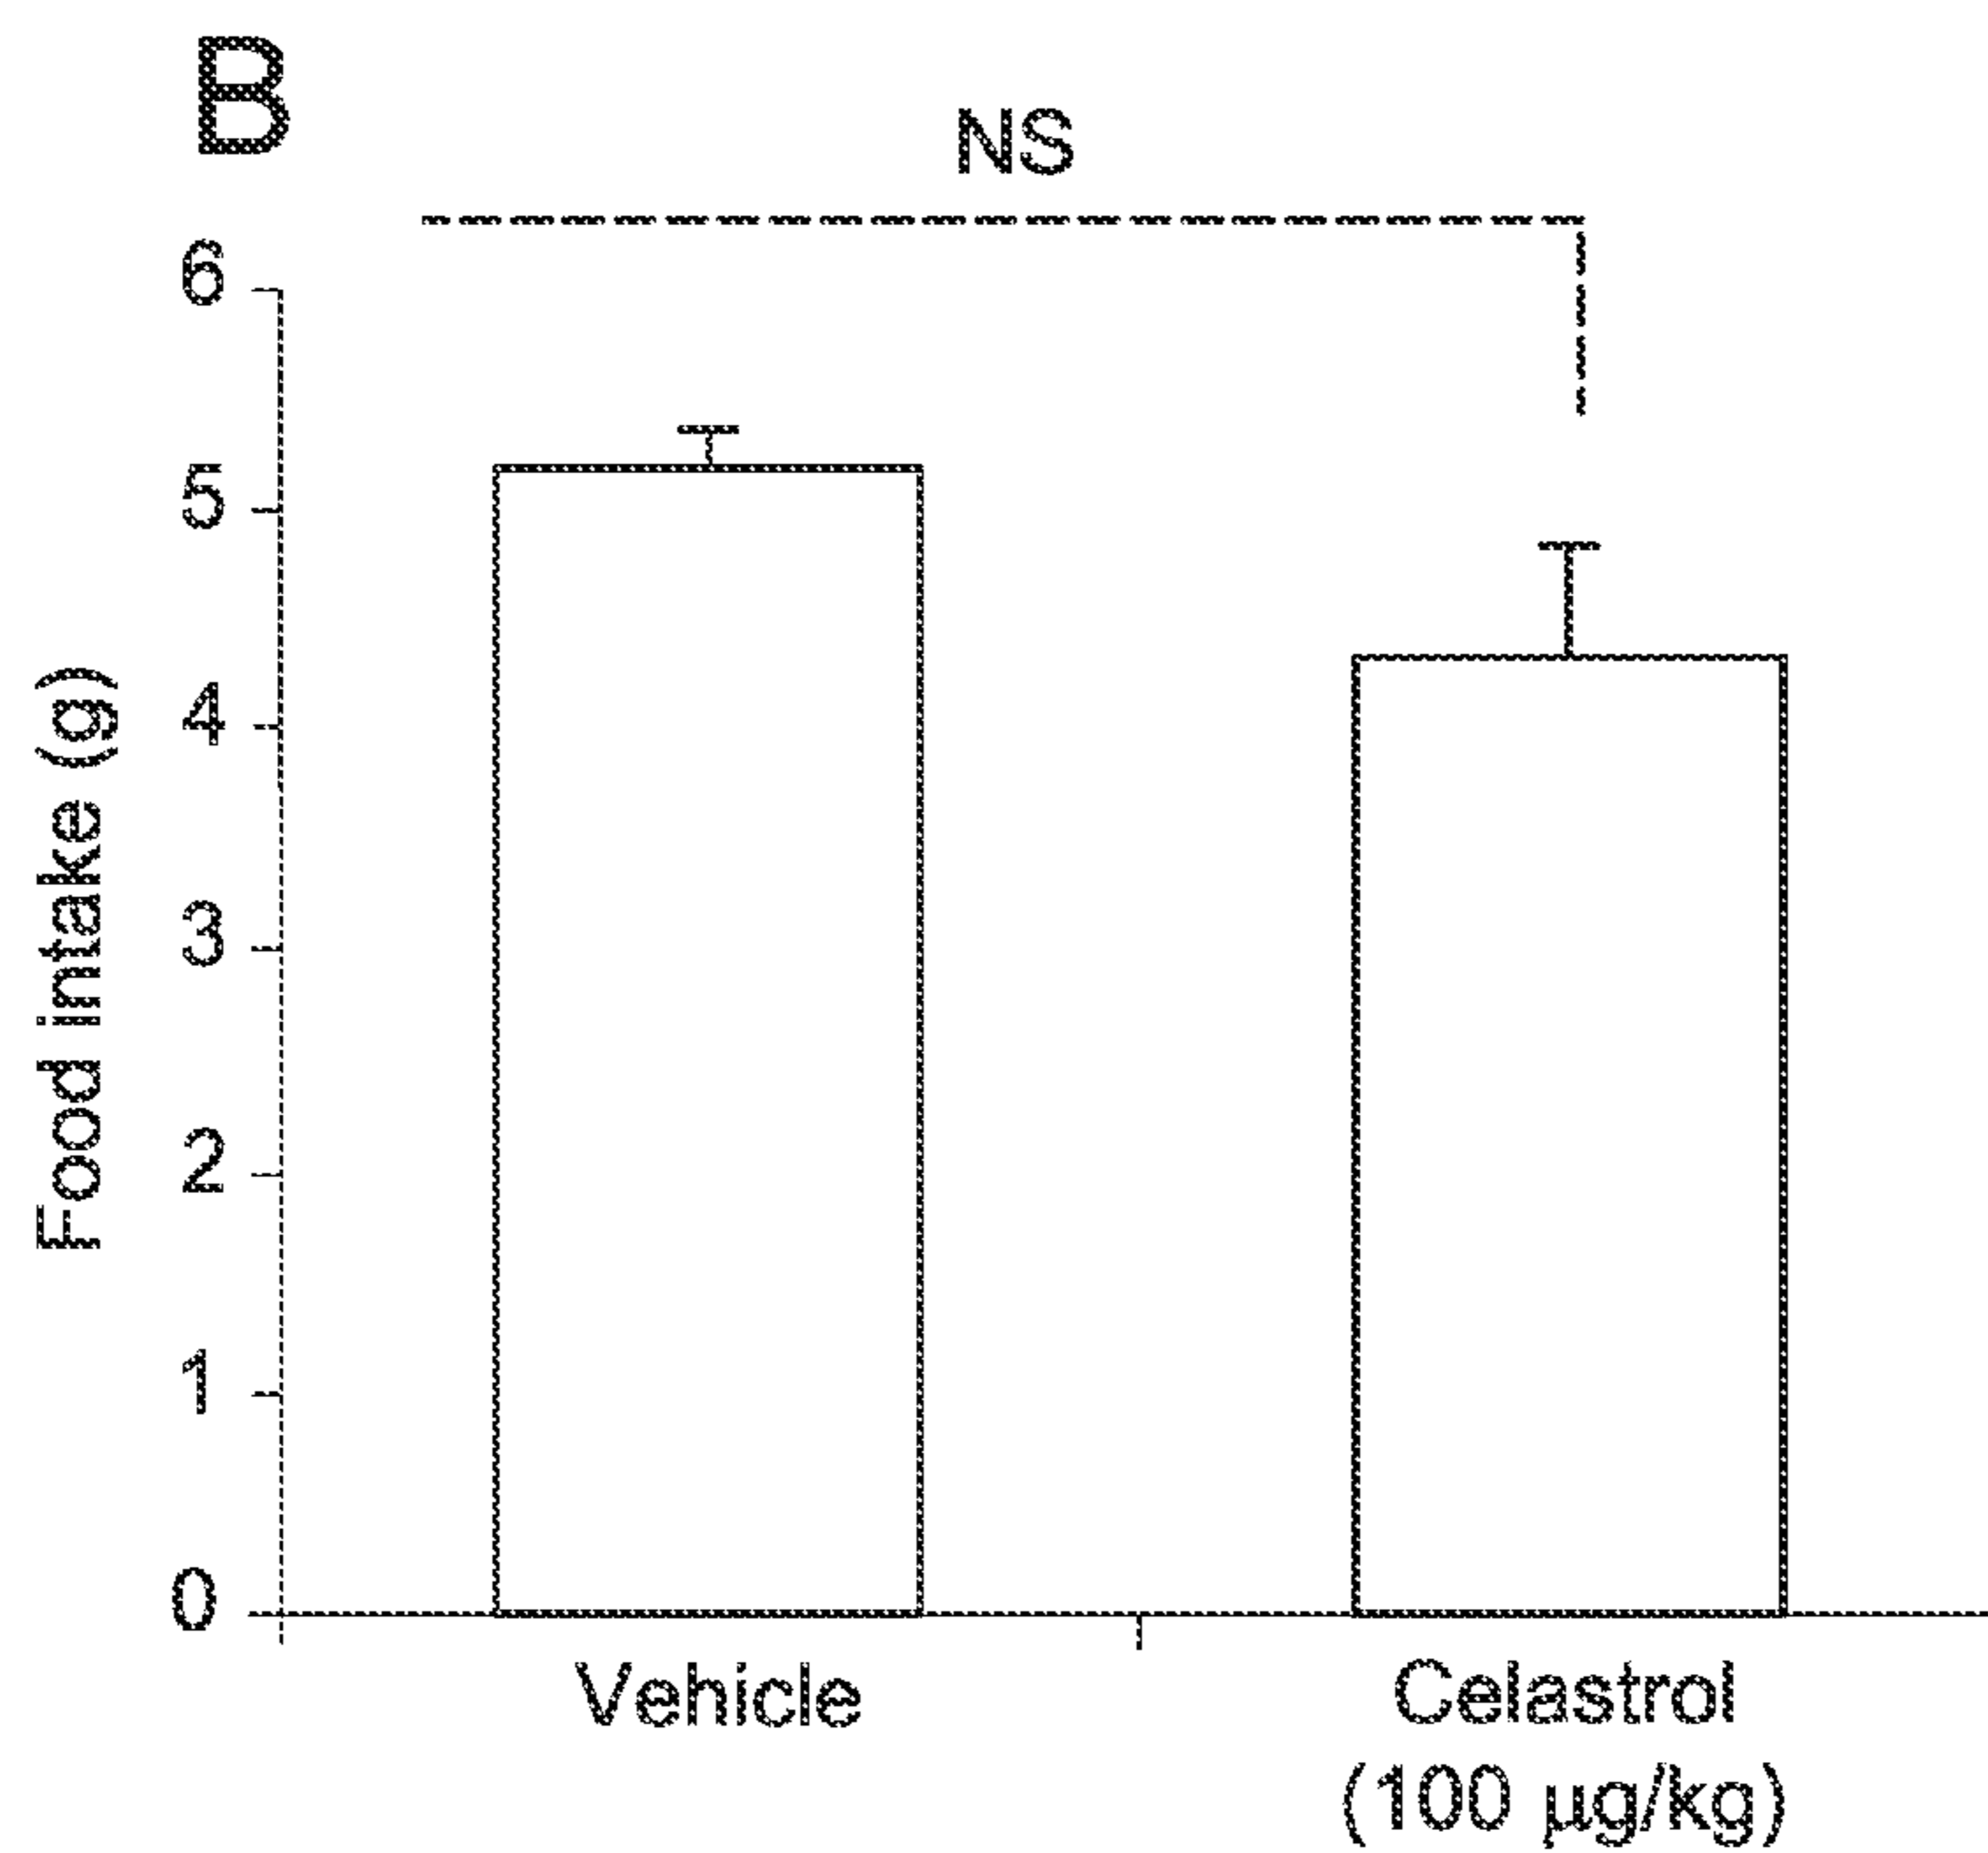 B
NS
6
5
4
3
2
1
0
Food intake (g)
Vehicle
Celastrol
(100 µg/kg)